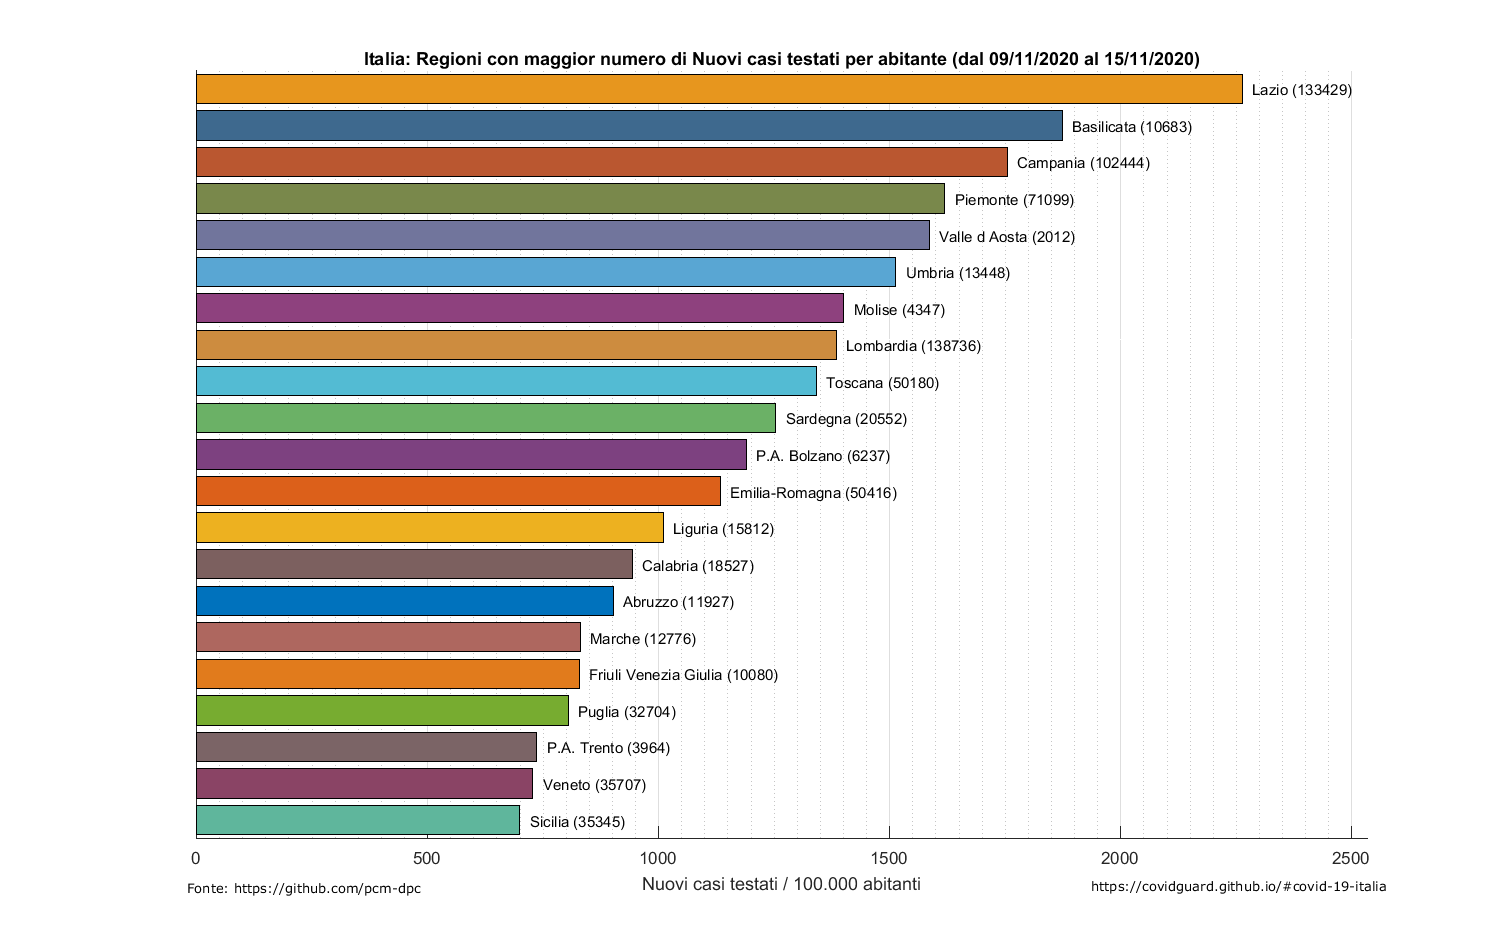 Italia: Regioni con maggior numero di Nuovi casi testati per abitante (dal 09/11/2020 al 15/11/2020)
Lazio (133429)
Basilicata (10683)
Campania (102444)
Piemonte (71099)
Valle d Aosta (2012)
Umbria (13448)
Molise (4347)
Lombardia (138736)
Toscana (50180)
Sardegna (20552)
P.A. Bolzano (6237)
Emilia-Romagna (50416)
Liguria (15812)
Calabria (18527)
Abruzzo (11927)
Marche (12776)
Friuli Venezia Giulia (10080)
Puglia (32704)
P.A. Trento (3964)
Veneto (35707)
Sicilia (35345)
0 500 1000 1500 2000 2500
Nuovi casi testati / 100.000 abitanti
Fonte: https://github.com/pcm-dpc
https://covidguard.github.io/#covid-19-italia